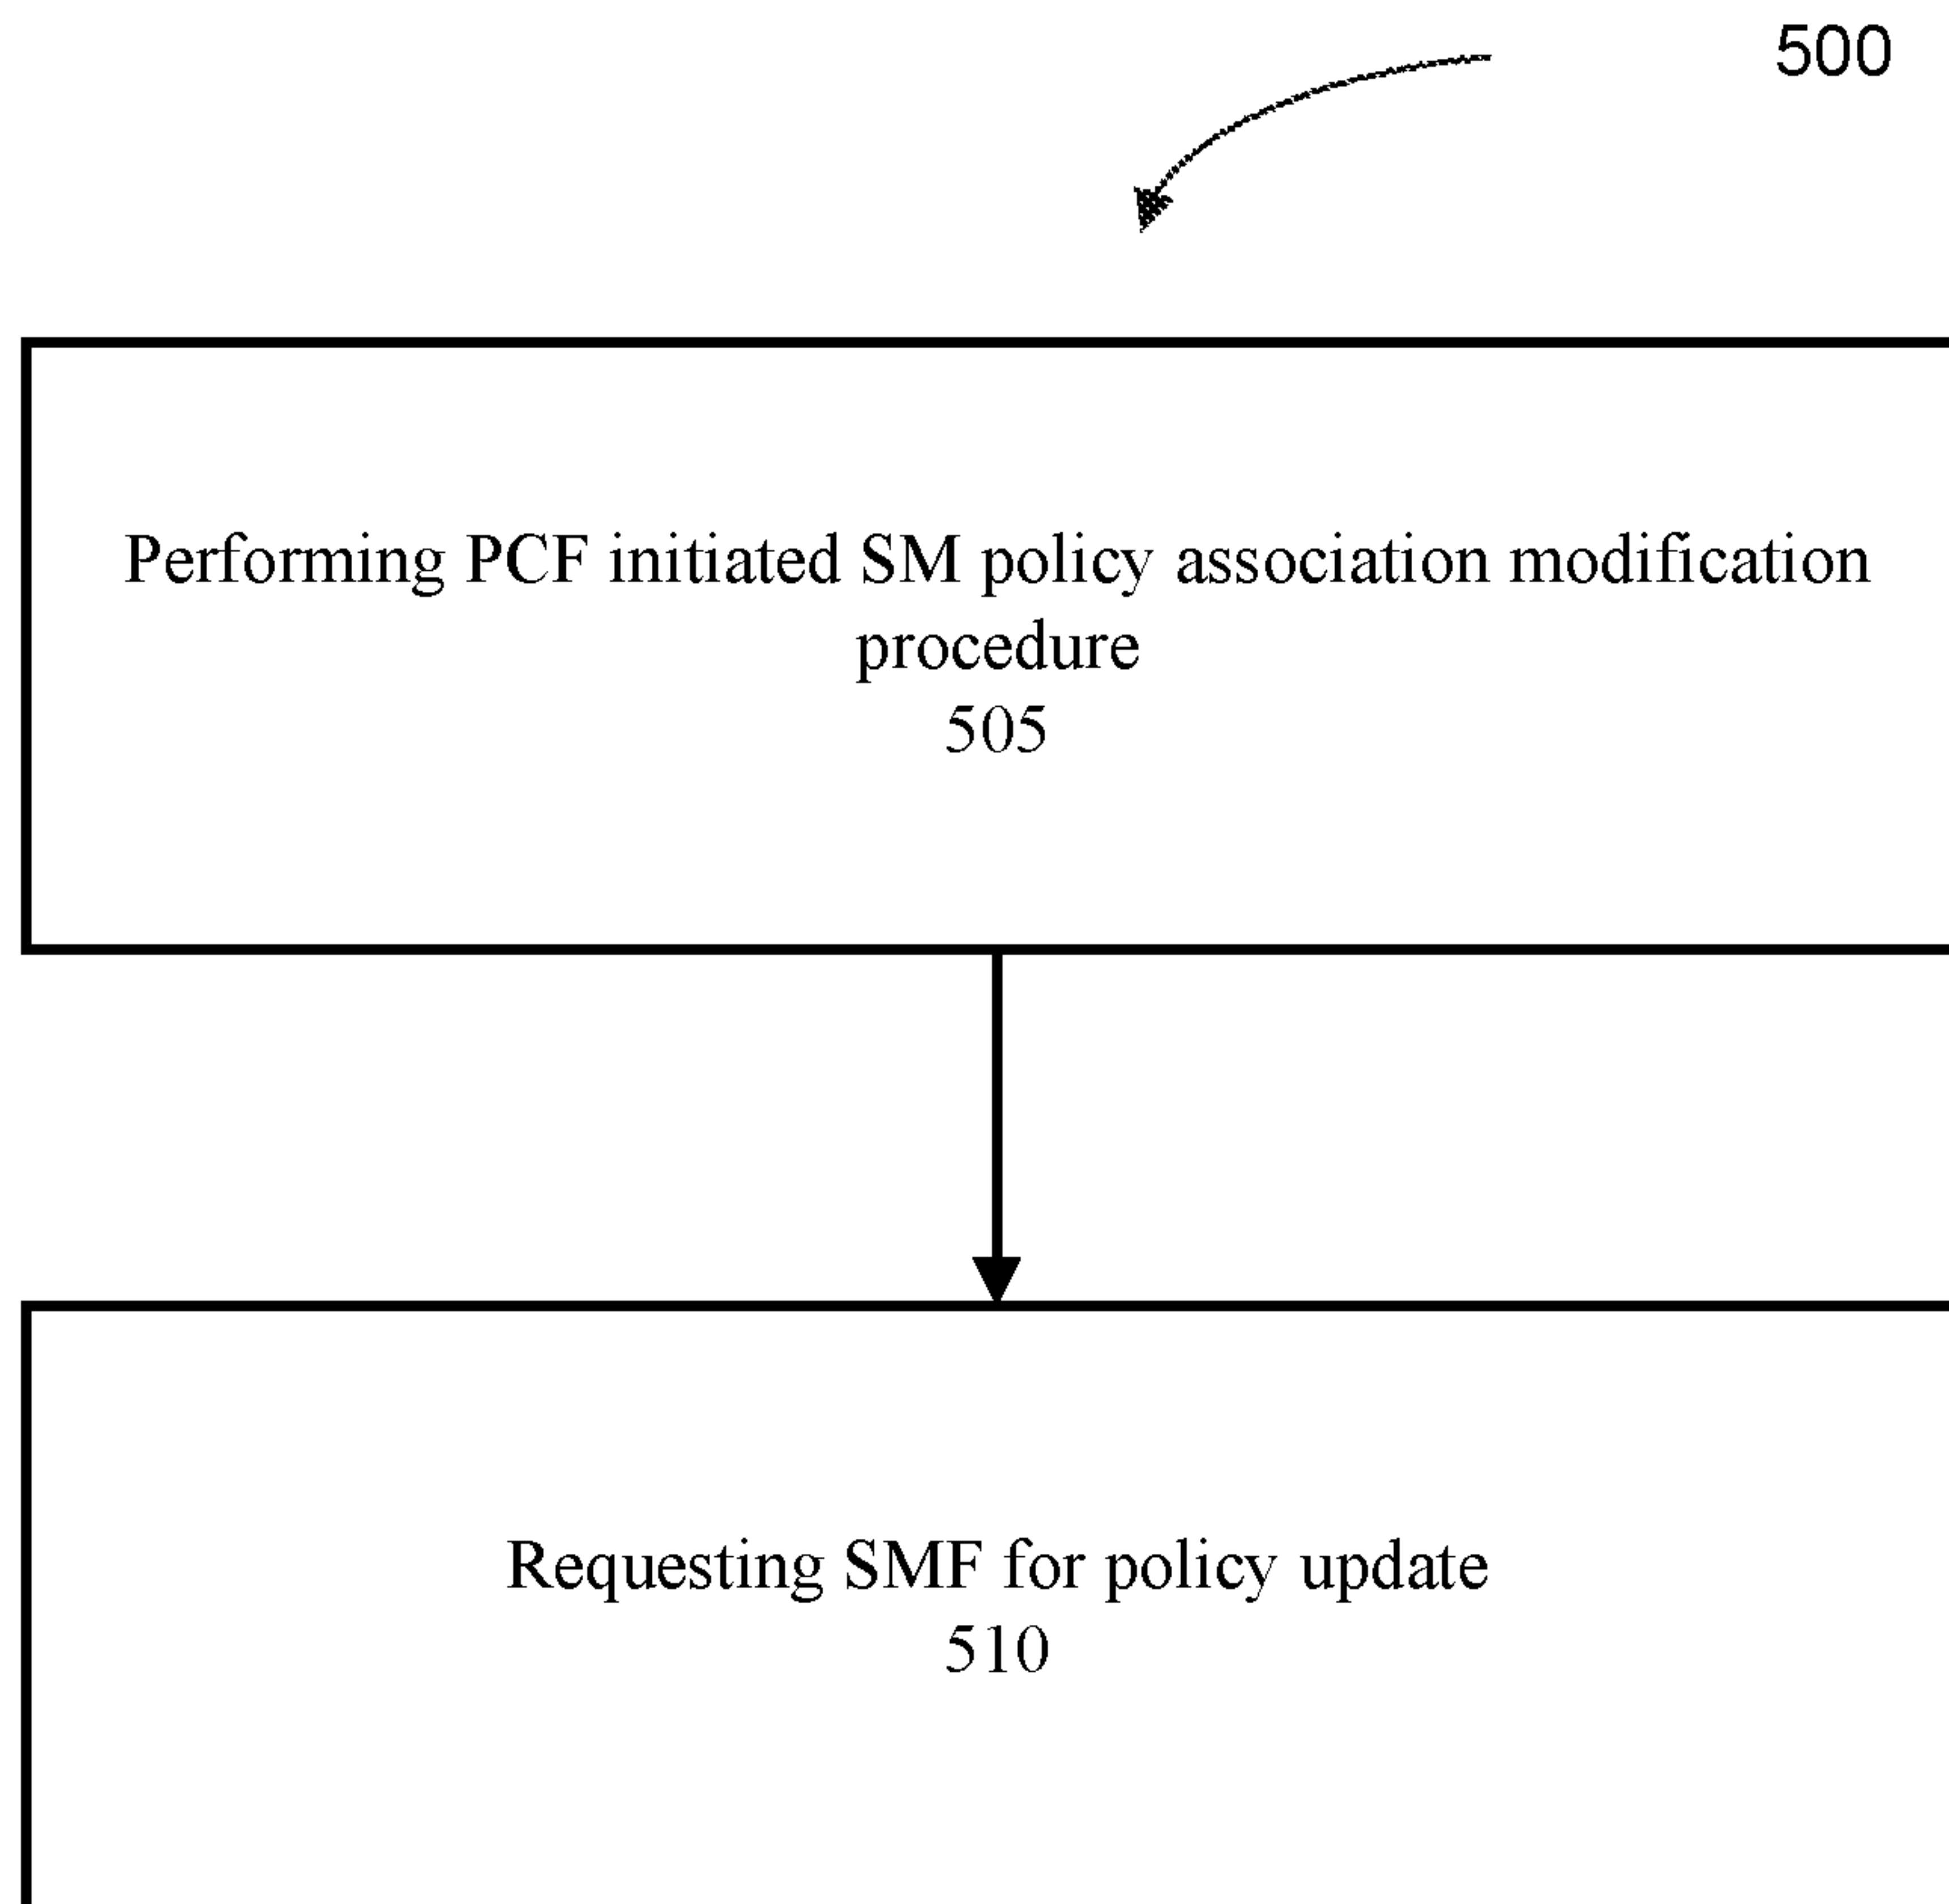 500
Performing PCF initiated SM policy association modification
procedure
505
Requesting SMF for policy update
510